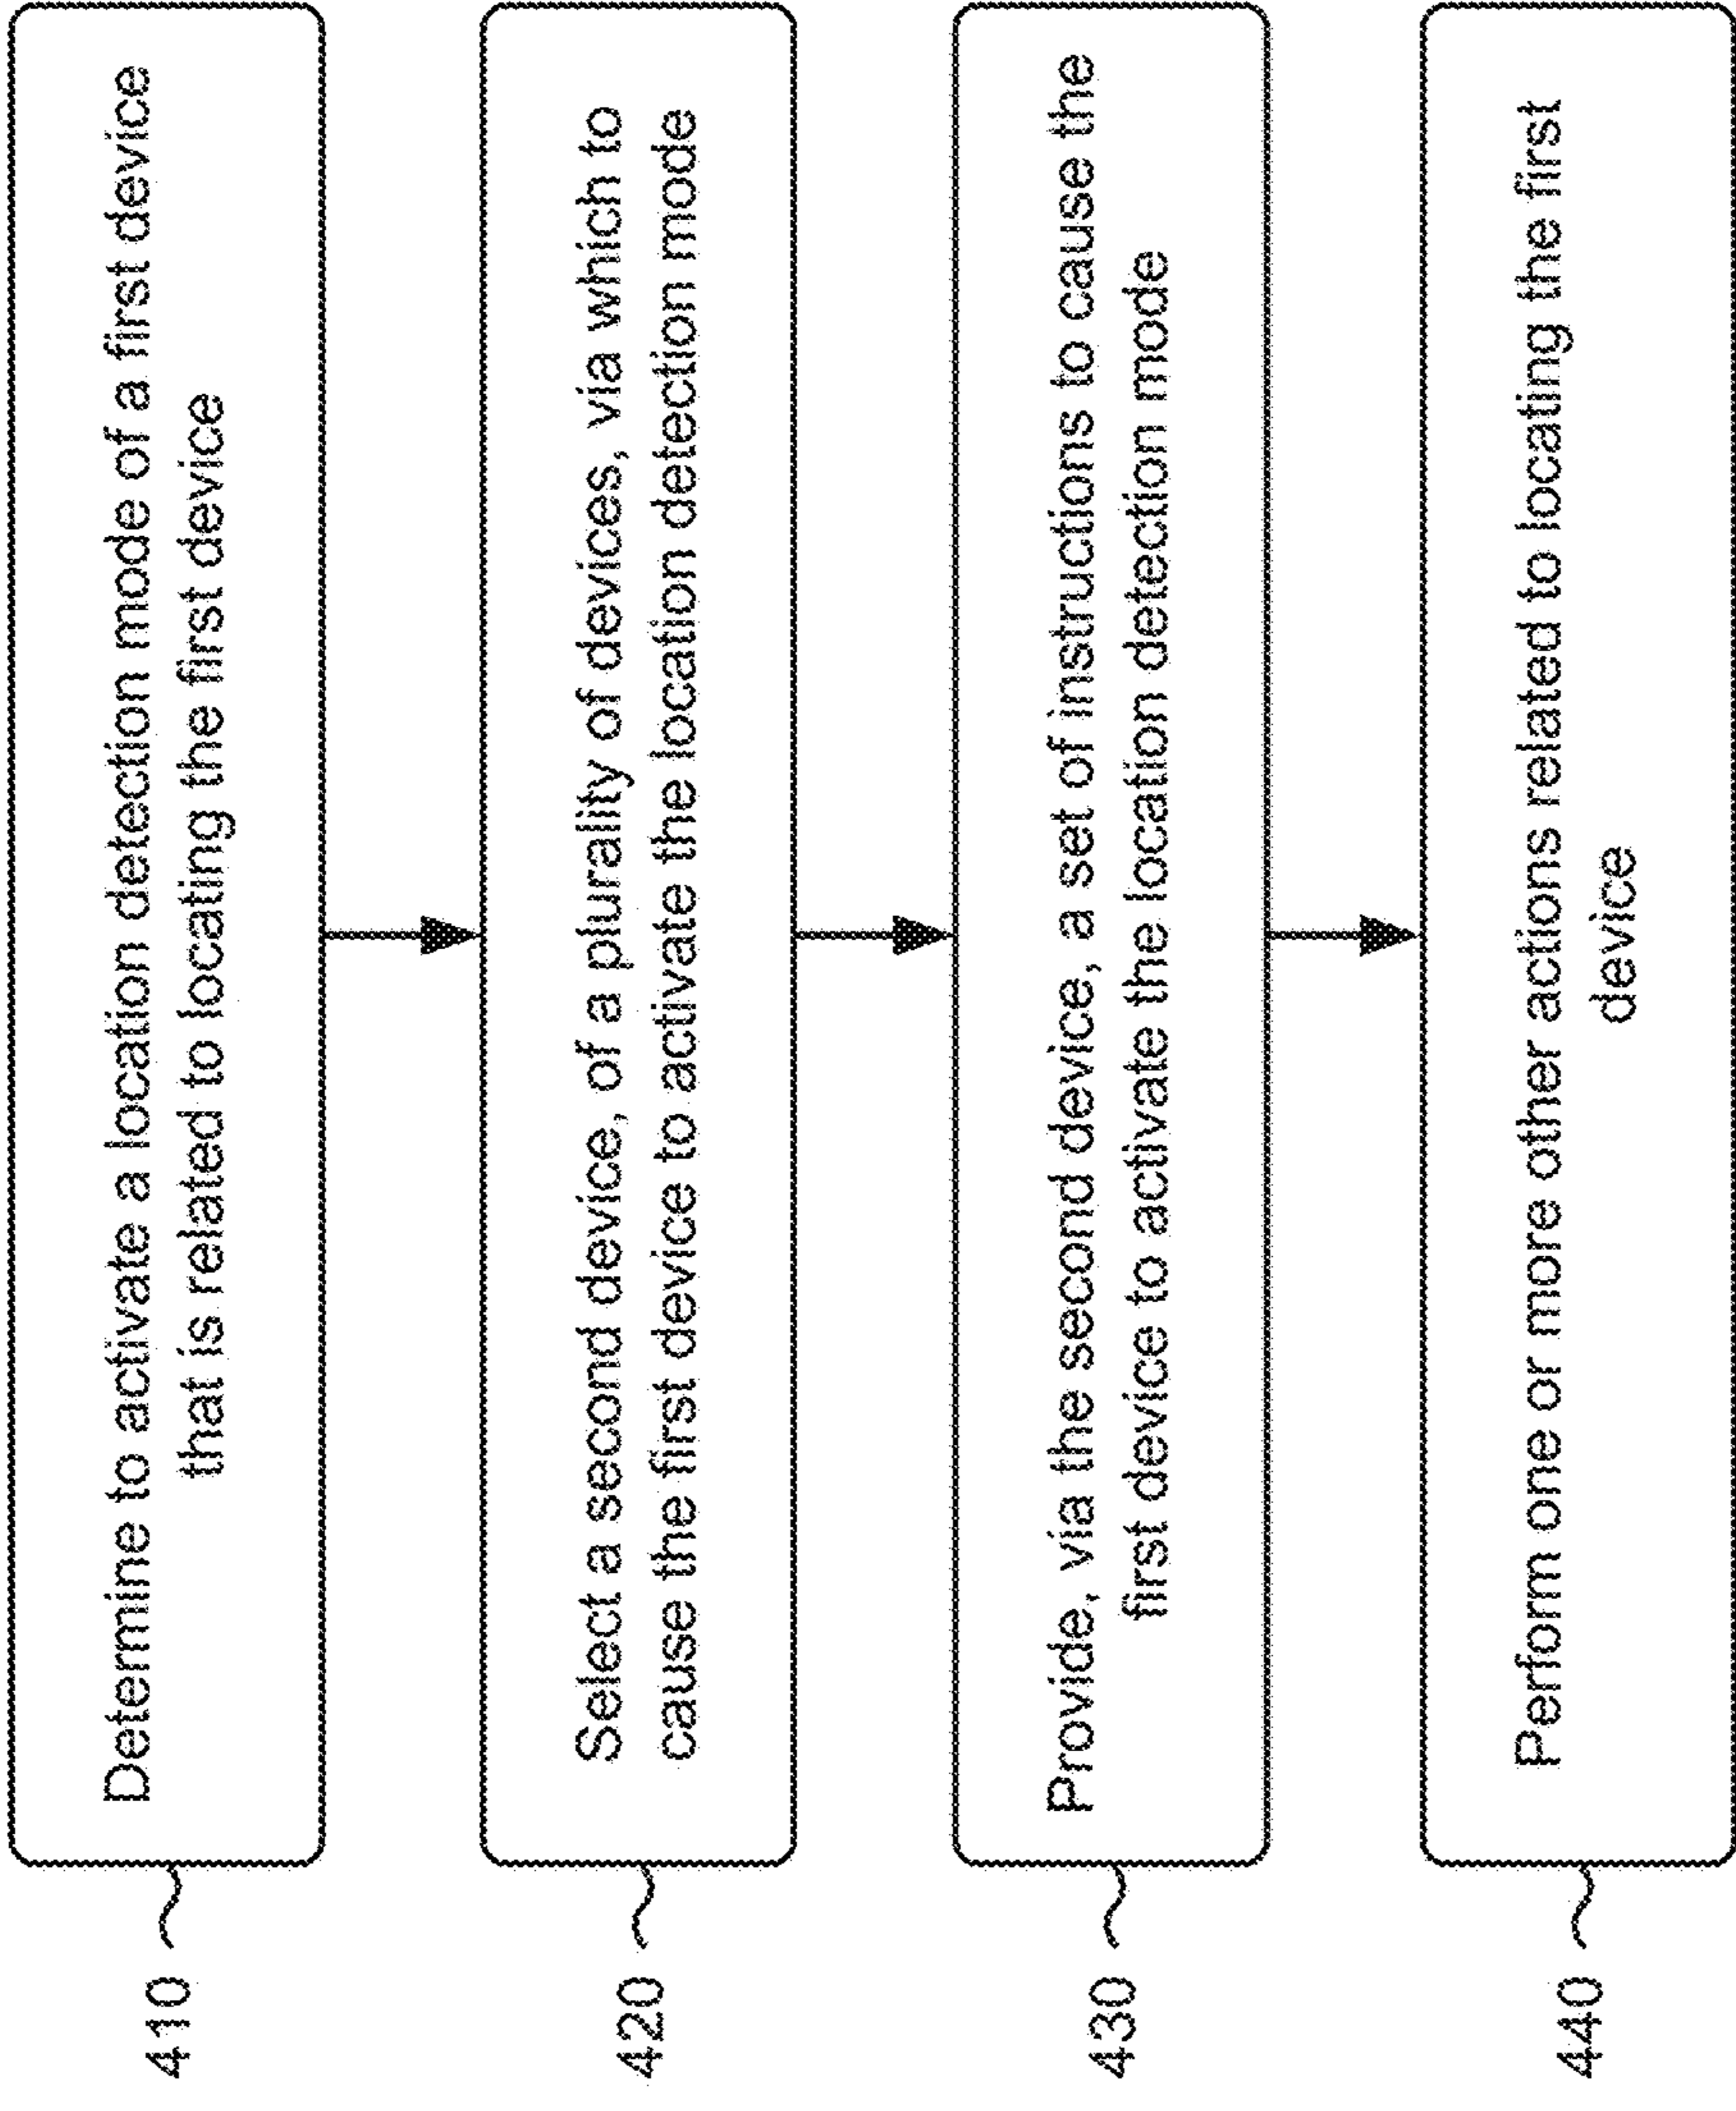 410
Determine to activate a location detection mode of a first device
that is related to locating the first device
420
Select a second device, of a plurality of devices, via which to
cause the first device to activate the location detection mode
430
Provide, via the second device, a set of instructions to cause the
first device to activate the location detection mode
440
Perform one or more other actions related to locating the first
device